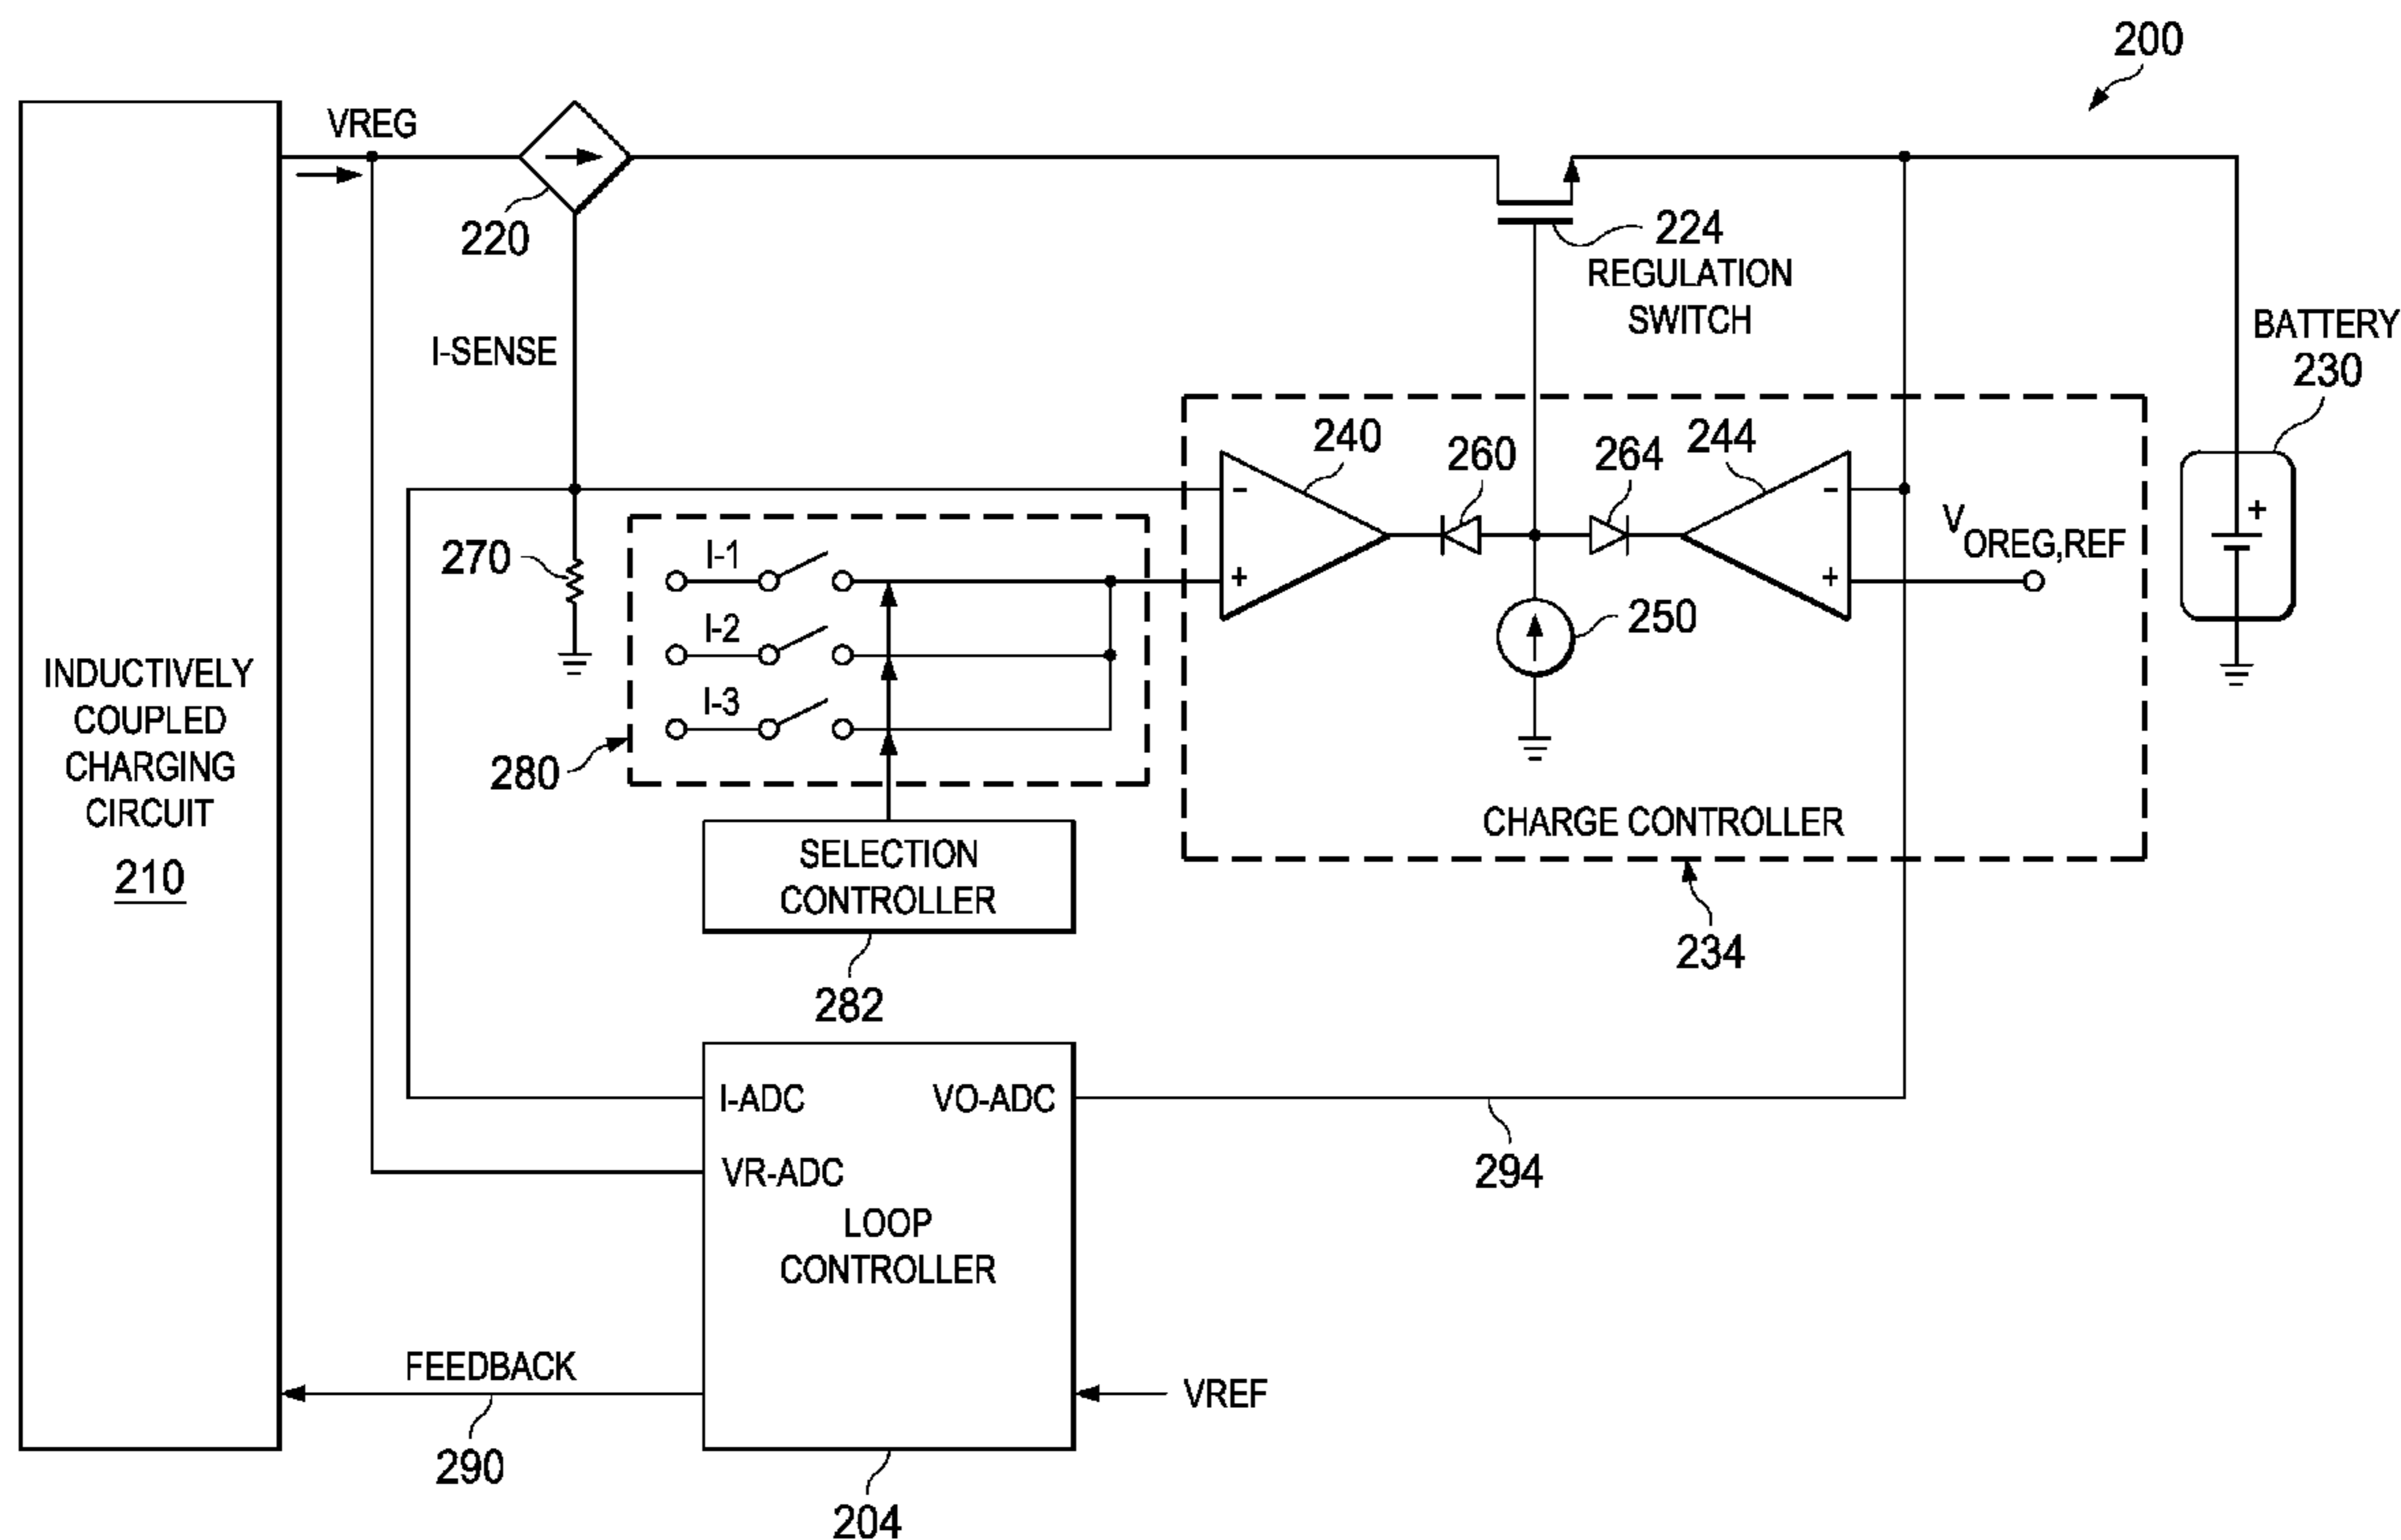 200
VREG
220
224
REGULATION
SWITCH
I-SENSE
BATTERY
230
240
260
264
244
-
-
+
V
OREG,REF
270
I-1
+
+
I-2
250
I-3
280
INDUCTIVELY
COUPLED
CHARGING
CIRCUIT
210
CHARGE CONTROLLER
SELECTION
CONTROLLER
234
282
I-ADC
VO-ADC
VR-ADC
294
LOOP
CONTROLLER
FEEDBACK
VREF
290
204